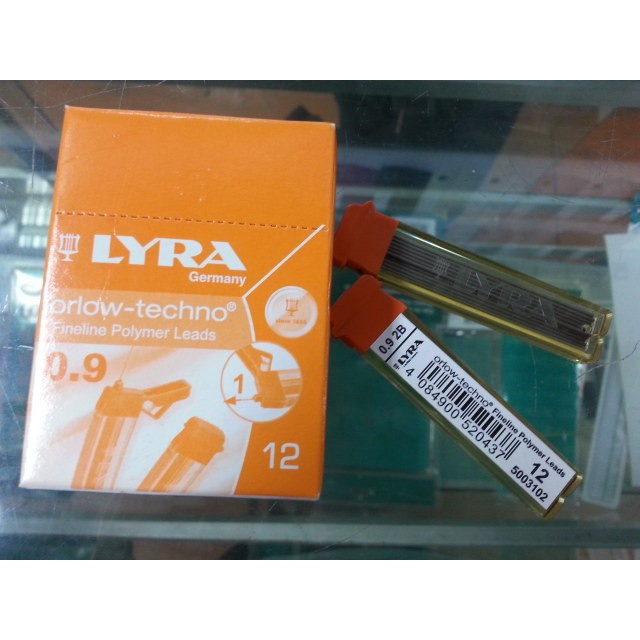 LYRA
Germany
orlow-techno®
Fineline Polymer Leads
0.9
1
12
LYRA
0.9 2B
LYRA
orlow-techno® Fineline Polymer Leads
4 084900 520437
12
5003102